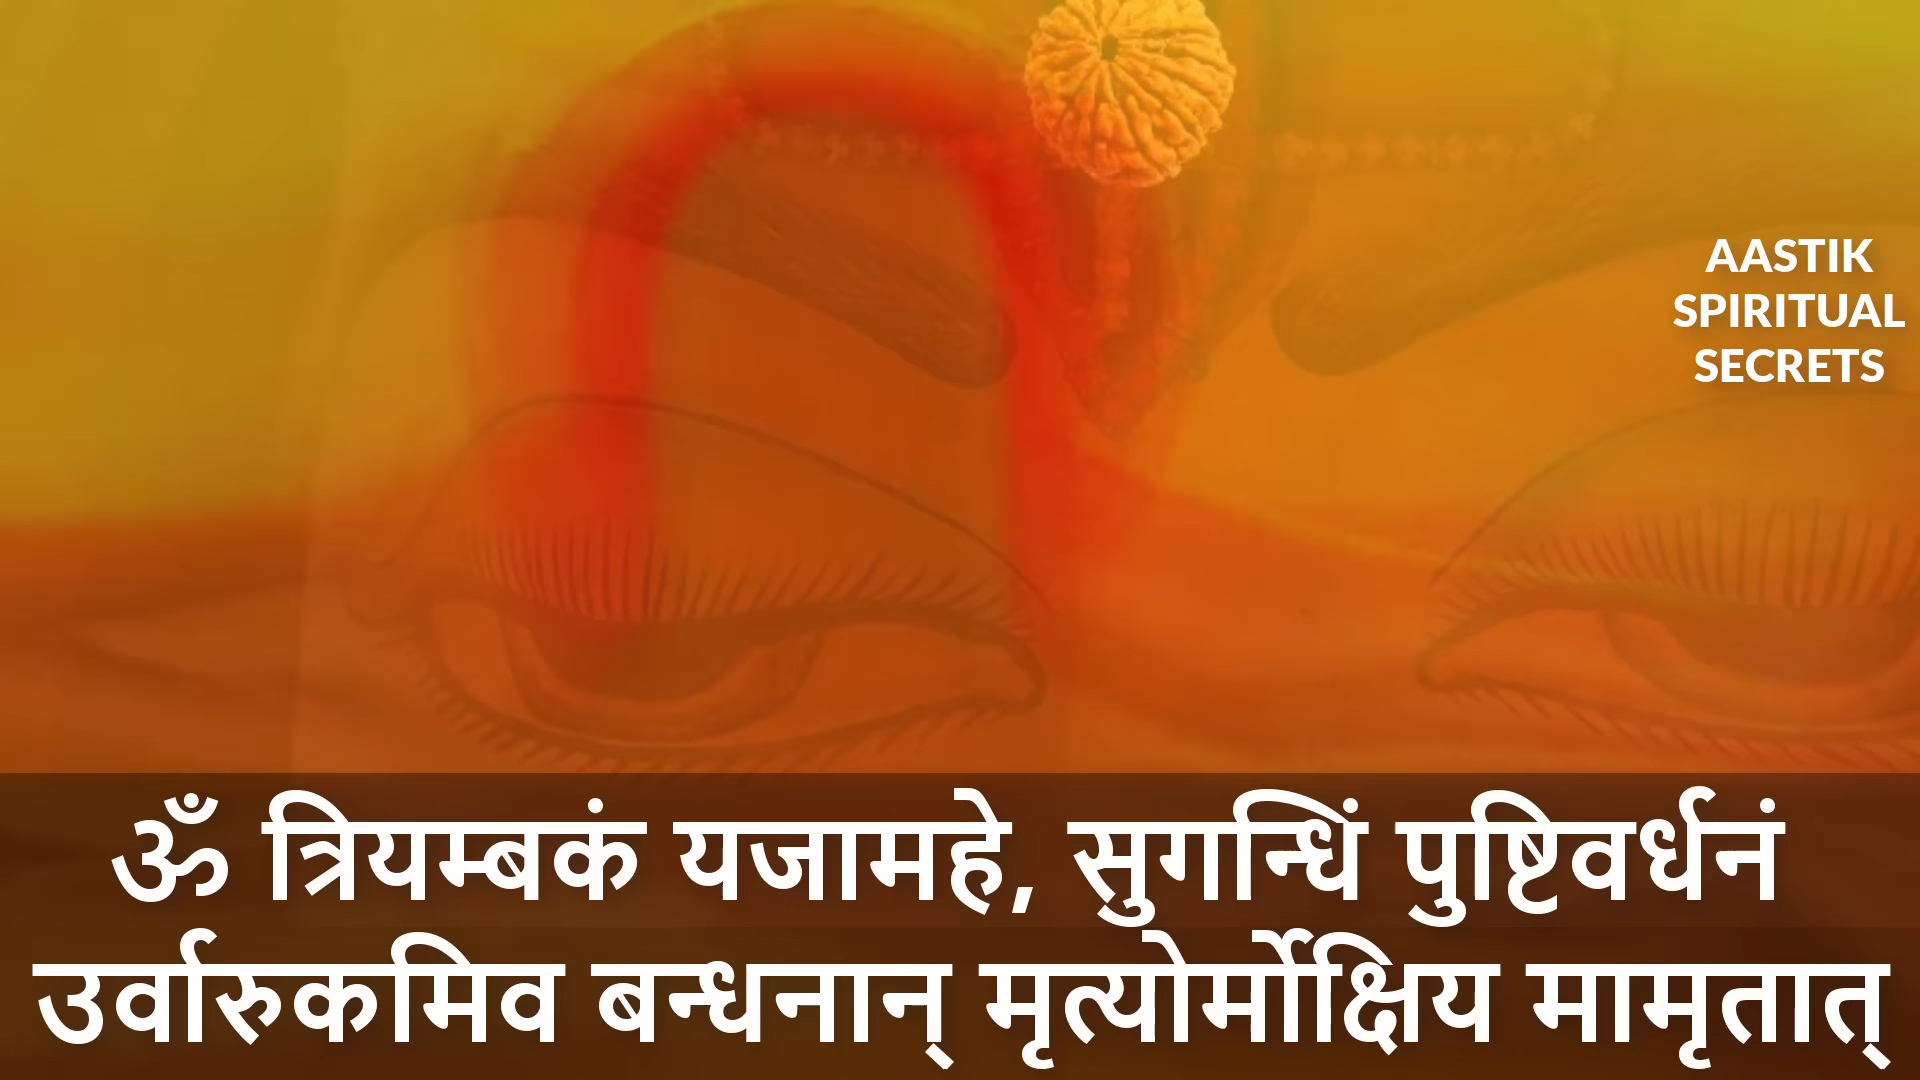 AASTIK
SPIRITUAL
SECRETS
ॐ त्रियम्बकं यजामहे, सुगन्धिं पुष्टिवर्धनं
उर्वारुकमिव बन्धनान् मृत्योर्मोक्षिय मामृतात्